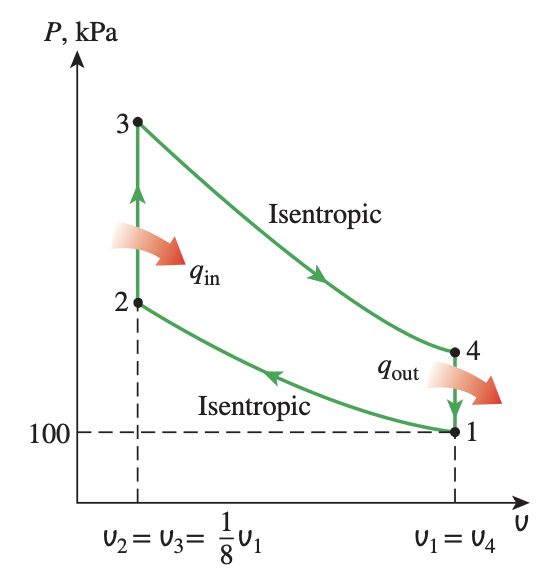 P, kPa
3
Isentropic
q_in
2
4
q_out
Isentropic
100
1
υ
υ₂ = υ₃ = 1/8 υ₁
υ₁ = υ₄